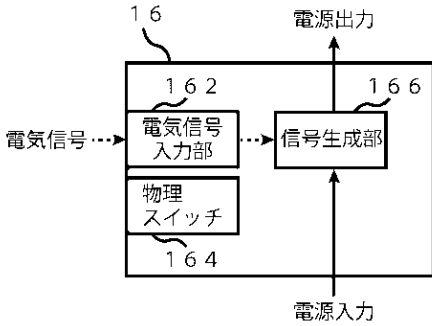 １６
電源出力
１６２
１６６
電気信号
電気信号
入力部
信号生成部
物理
スイッチ
１６４
電源入力